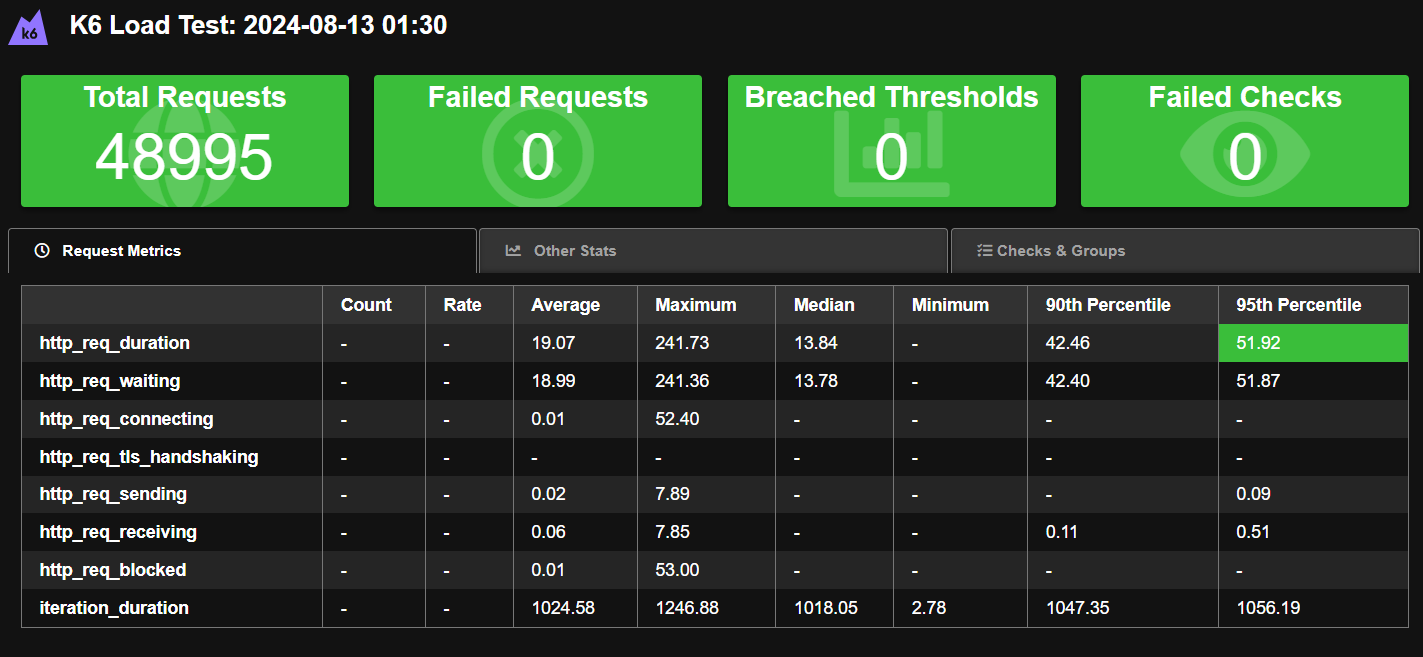 k6
K6 Load Test: 2024-08-13 01:30
Total Requests Failed Requests Breached Thresholds Failed Checks
48995 0 0 0
Request Metrics Other Stats Checks & Groups
Count Rate Average Maximum Median Minimum 90th Percentile 95th Percentile
http_req_duration - - 19.07 241.73 13.84 - 42.46 51.92
http_req_waiting - - 18.99 241.36 13.78 - 42.40 51.87
http_req_connecting - - 0.01 52.40 - - - -
http_req_tls_handshaking - - - - - - - -
http_req_sending - - 0.02 7.89 - - - 0.09
http_req_receiving - - 0.06 7.85 - - 0.11 0.51
http_req_blocked - - 0.01 53.00 - - - -
iteration_duration - - 1024.58 1246.88 1018.05 2.78 1047.35 1056.19